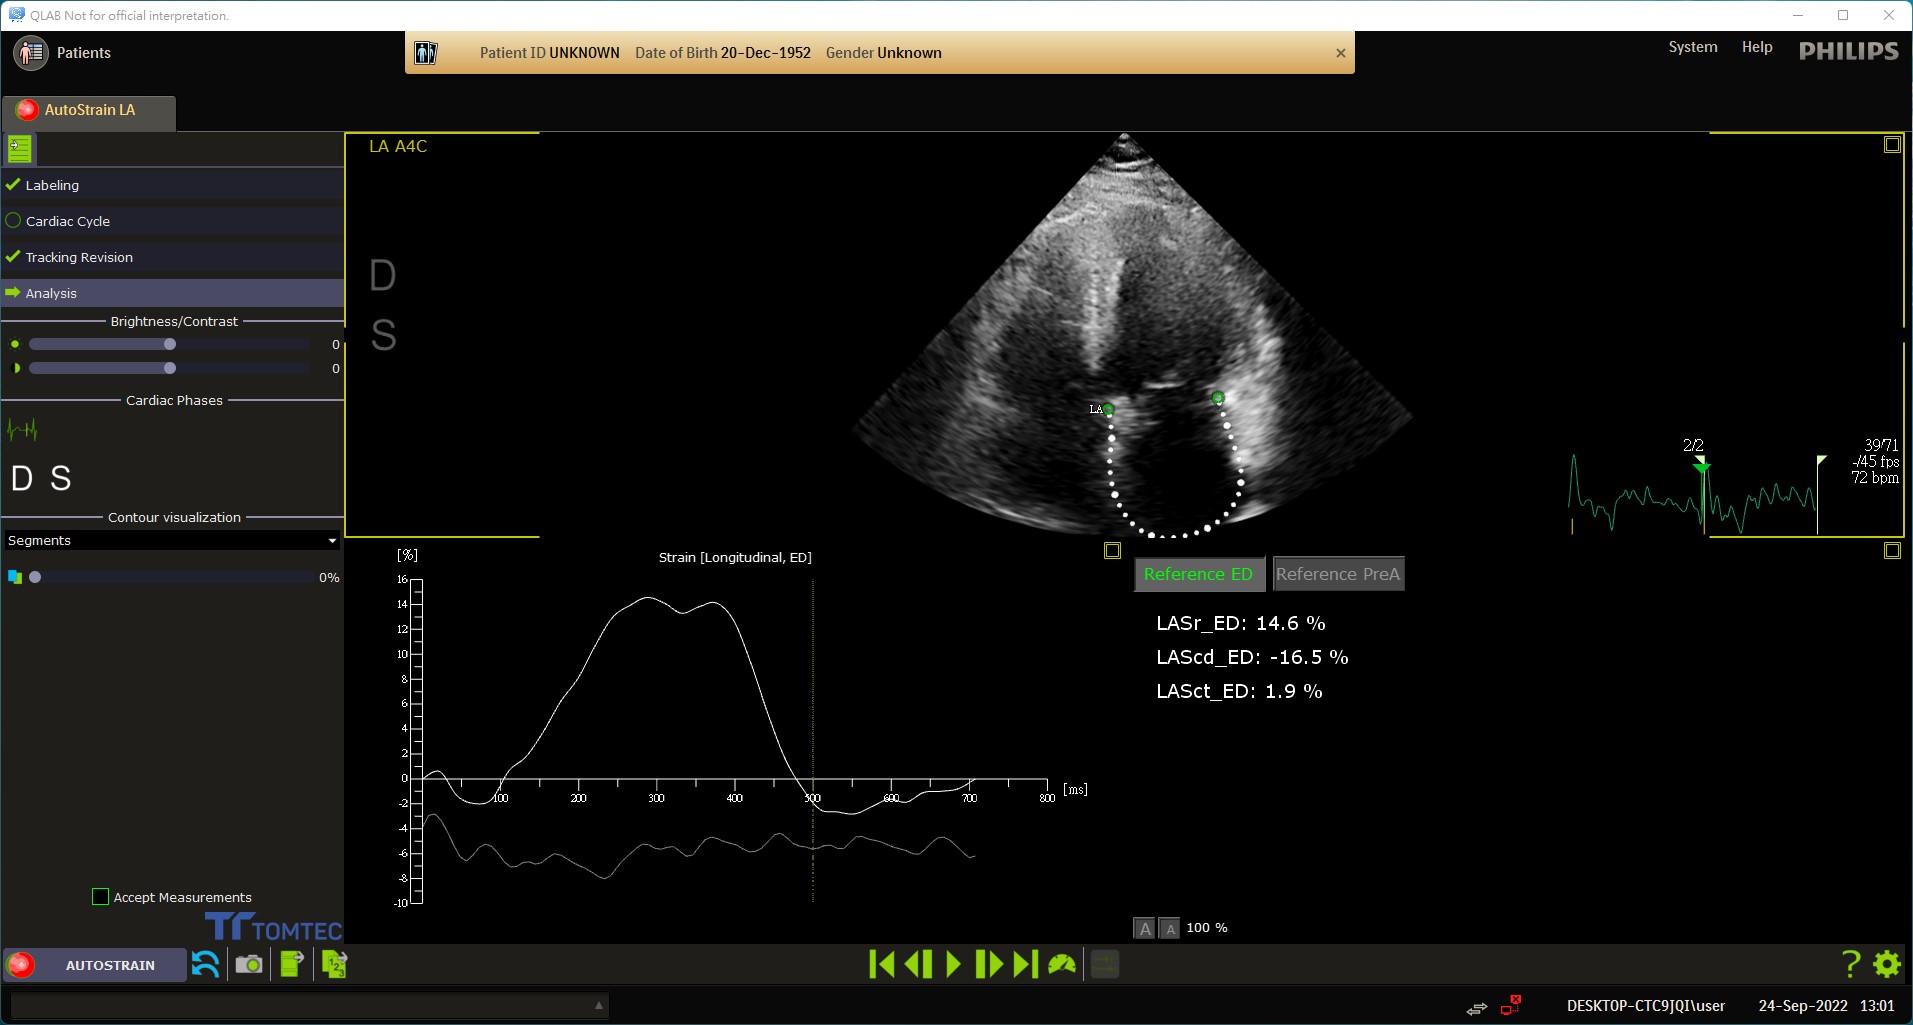 QLAB Not for official interpretation.
Patients
Patient ID UNKNOWN Date of Birth 20-Dec-1952 Gender Unknown
System Help PHILIPS
AutoStrain LA
Labeling
Cardiac Cycle
Tracking Revision
Analysis
Brightness/Contrast
0
0
Cardiac Phases
D S
Contour visualization
Segments
0%
Accept Measurements
TOMTEC
LA A4C
D
S
LA
2/2
39/71
-/45 fps
72 bpm
[%]
Strain [Longitudinal, ED]
16
14
12
10
8
6
4
2
0
-2
-4
-6
-8
-10
100 200 300 400 500 600 700 800 [ms]
Reference ED Reference PreA
LASr_ED: 14.6 %
LAScd_ED: -16.5 %
LASct_ED: 1.9 %
A A 100 %
AUTOSTRAIN
123
?
DESKTOP-CTC9JQI\user 24-Sep-2022 13:01